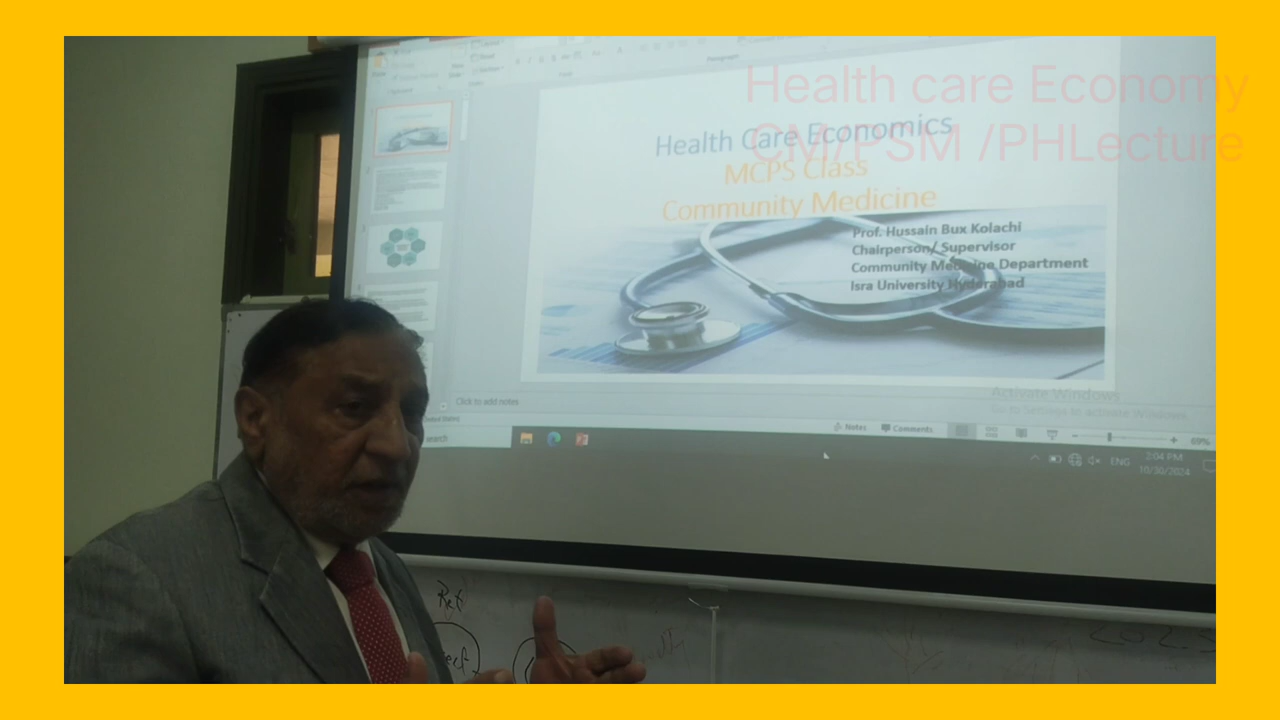 Health care Economy
CM/PSM /PHLecture
Health Care Economics
MCPS Class
Community Medicine
Prof. Hussain Bux Kolachi
Chairperson/ Supervisor
Community Medicine Department
Isra University Hyderabad
Activate Windows
Go to Settings to activate Windows.
Click to add notes
Notes
Comments
69%
search
ENG
2:04 PM
10/30/2024
Ret